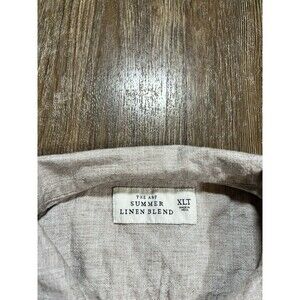 THE ART
SUMMER
LINEN BLEND
XLT